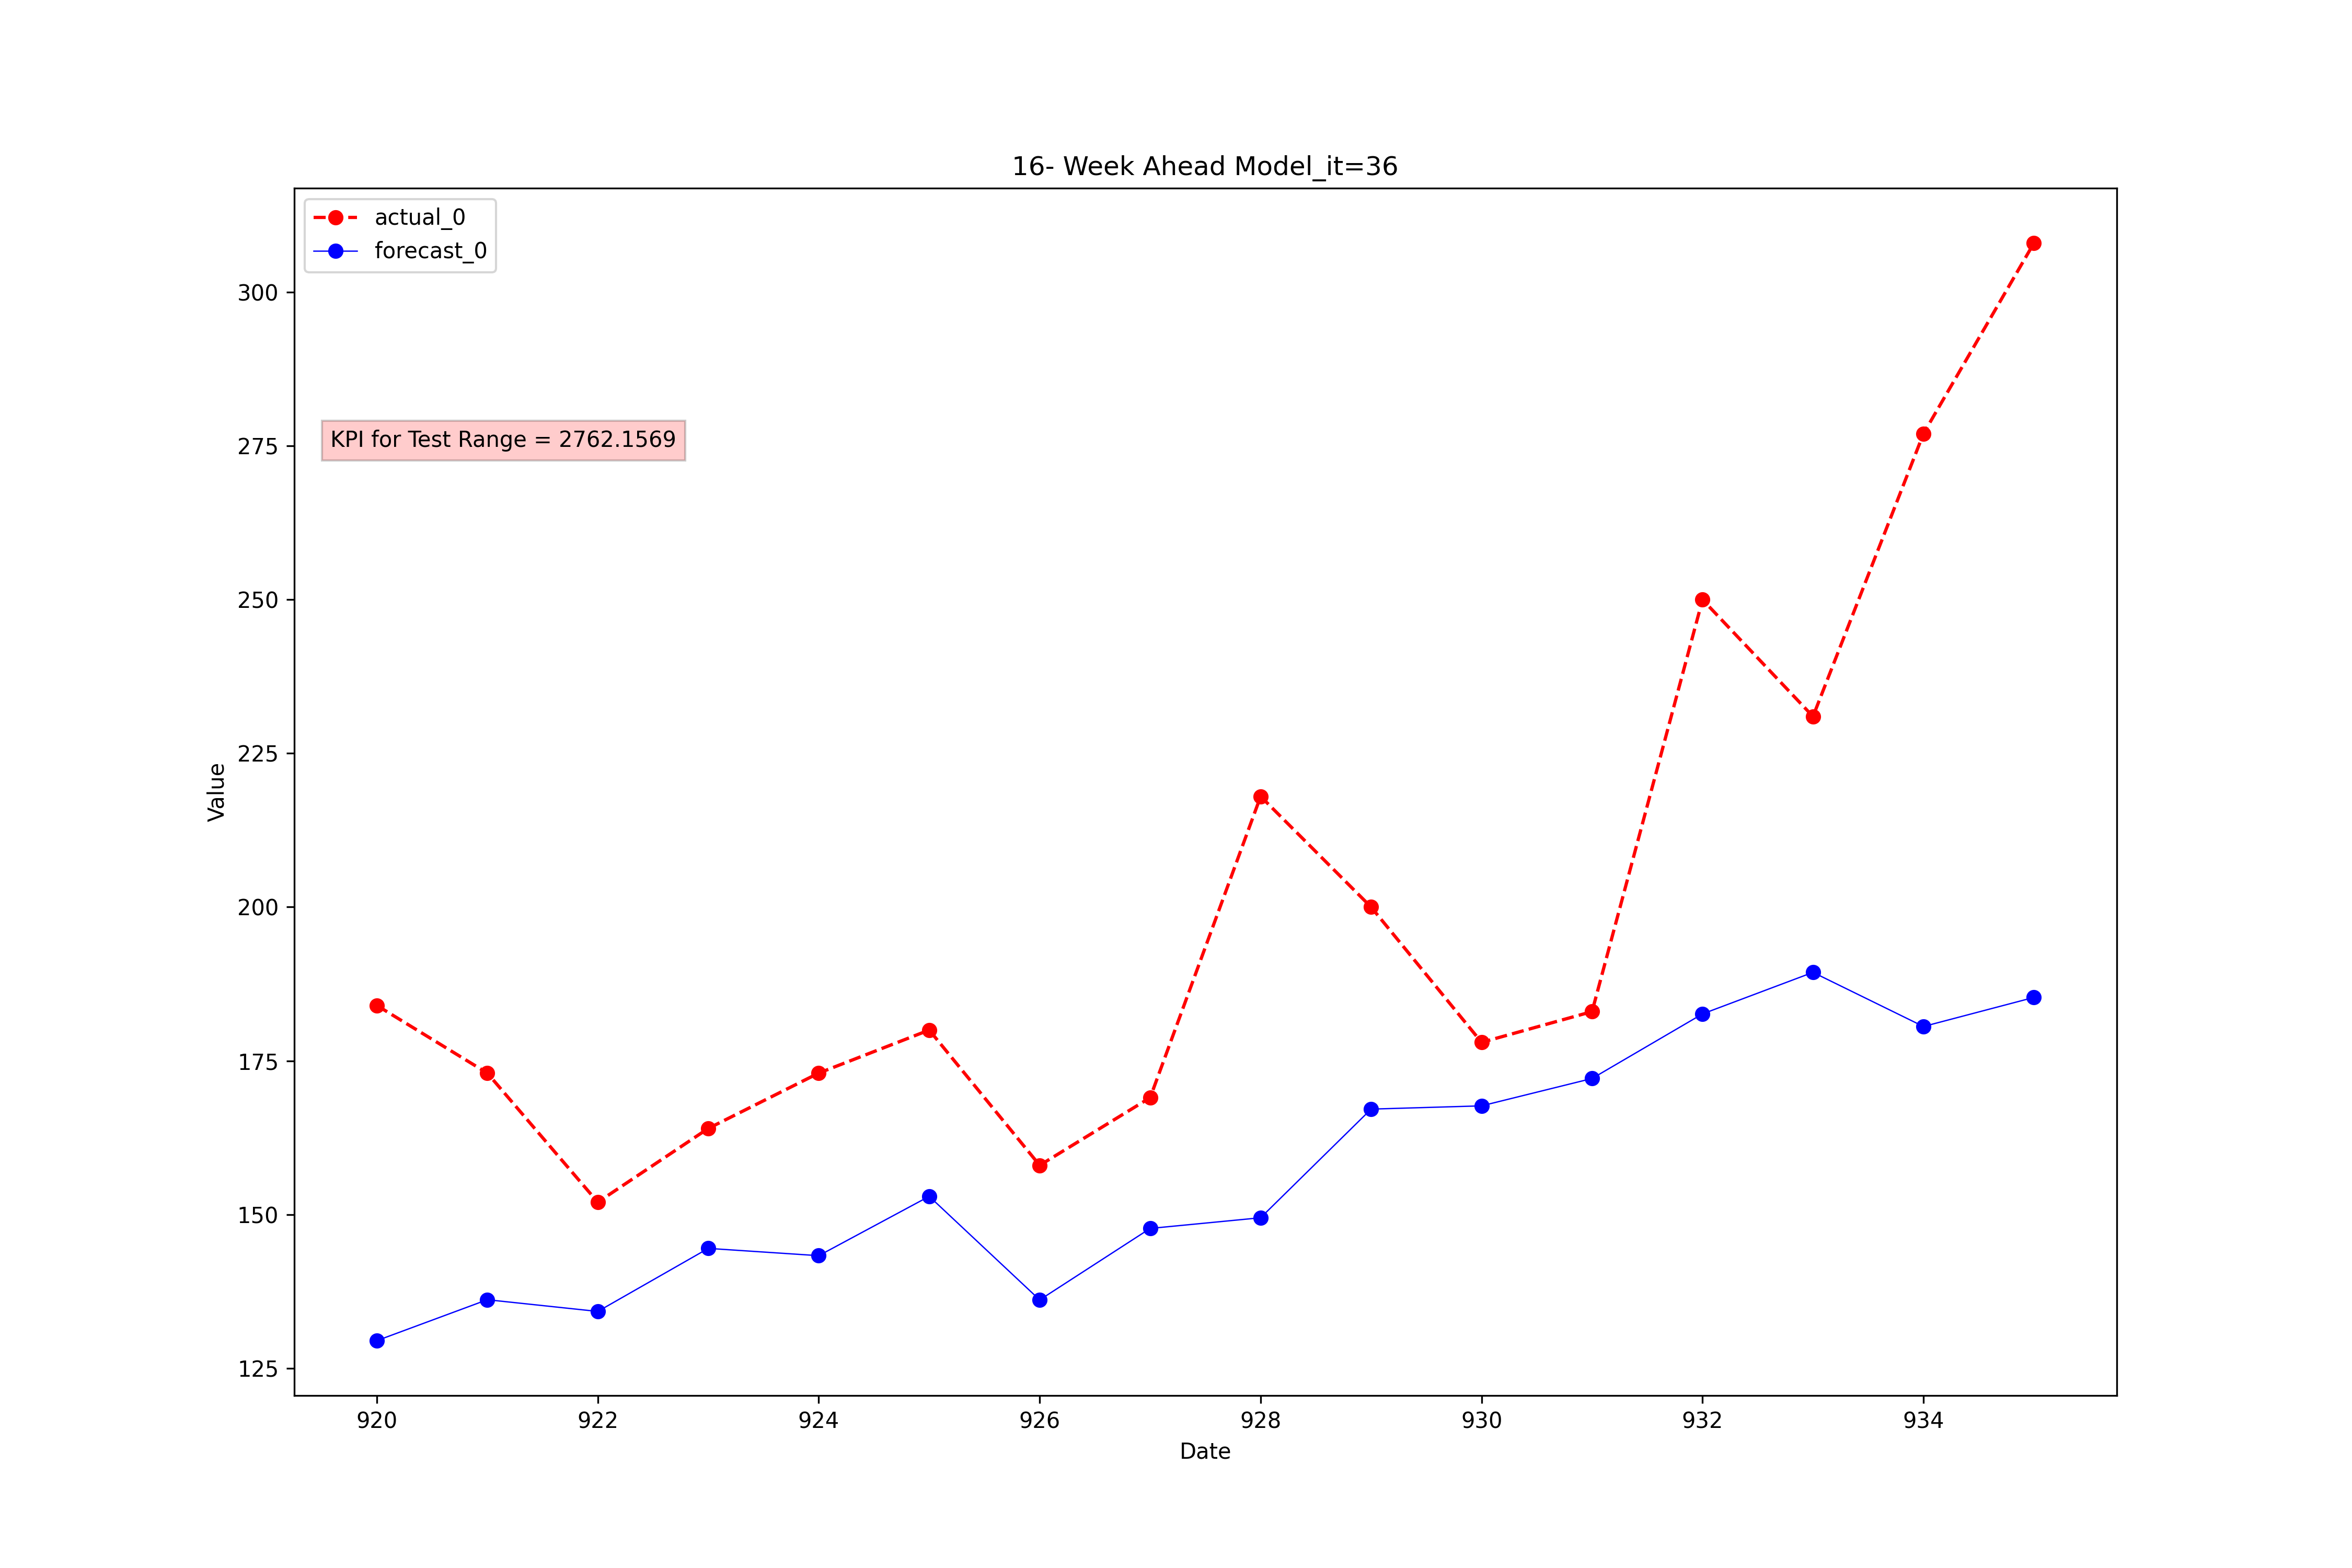 16- Week Ahead Model_it=36
actual_0
forecast_0
KPI for Test Range = 2762.1569
300
275
250
225
200
175
150
125
Value
920 922 924 926 928 930 932 934
Date